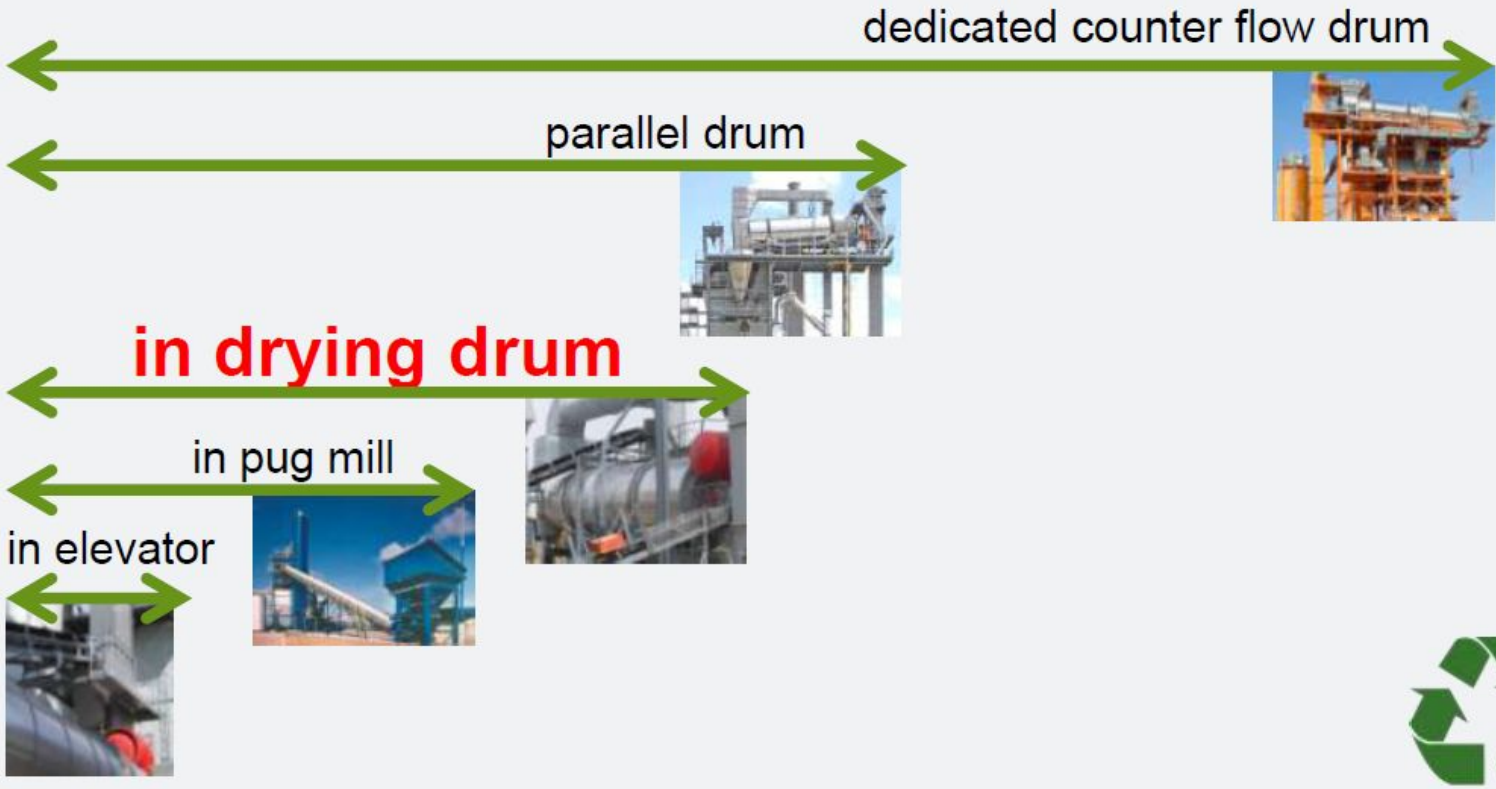 dedicated counter flow drum
parallel drum
in drying drum
in pug mill
in elevator